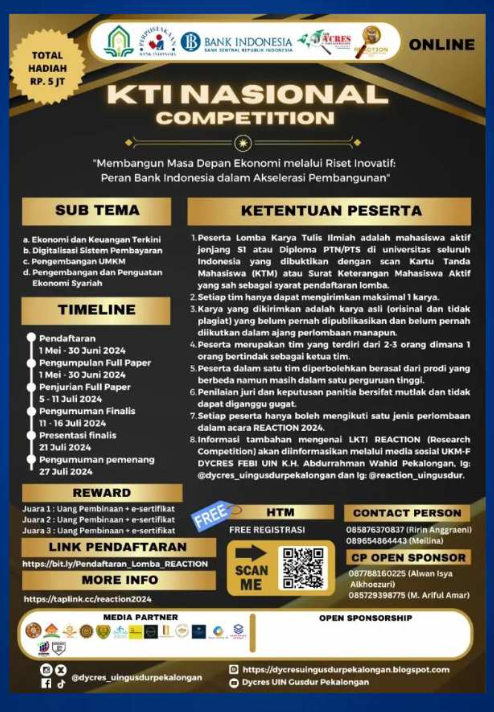 TOTAL
HADIAH
RP. 5 JT
BANK INDONESIA
BANK SENTRAL REPUBLIK INDONESIA
ONLINE
KTI NASIONAL
COMPETITION
"Membangun Masa Depan Ekonomi melalui Riset Inovatif:
Peran Bank Indonesia dalam Akselerasi Pembangunan"
SUB TEMA
a. Ekonomi dan Keuangan Terkini
b. Digitalisasi Sistem Pembayaran
c. Pengembangan UMKM
d. Pengembangan dan Penguatan
Ekonomi Syariah
TIMELINE
Pendaftaran
1 Mei - 30 Juni 2024
Pengumpulan Full Paper
1 Mei - 30 Juni 2024
Penjurian Full Paper
5 - 11 Juli 2024
Pengumuman Finalis
11 - 16 Juli 2024
Presentasi finalis
21 Juli 2024
Pengumuman pemenang
27 Juli 2024
KETENTUAN PESERTA
1. Peserta Lomba Karya Tulis Ilmiah adalah mahasiswa aktif
jenjang S1 atau Diploma PTN/PTS di universitas seluruh
Indonesia yang dibuktikan dengan scan Kartu Tanda
Mahasiswa (KTM) atau Surat Keterangan Mahasiswa Aktif
yang sah sebagai syarat pendaftaran lomba.
2. Setiap tim hanya dapat mengirimkan maksimal 1 karya.
3. Karya yang dikirimkan adalah karya asli (orisinal dan tidak
plagiat) yang belum pernah dipublikasikan dan belum pernah
diikutkan dalam ajang perlombaan manapun.
4. Peserta merupakan tim yang terdiri dari 2-3 orang dimana 1
orang bertindak sebagai ketua tim.
5. Peserta dalam satu tim diperbolehkan berasal dari prodi yang
berbeda namun masih dalam satu perguruan tinggi.
6. Penilaian juri dan keputusan panitia bersifat mutlak dan tidak
dapat diganggu gugat.
7. Setiap peserta hanya boleh mengikuti satu jenis perlombaan
dalam acara REACTION 2024.
8. Informasi tambahan mengenai LKTI REACTION (Research
Competition) akan diinformasikan melalui media sosial UKM-F
DYCRES FEBI UIN K.H. Abdurrahman Wahid Pekalongan, Ig:
@dycres_uingusdurpekalongan dan Ig: @reaction_uingusdur.
REWARD
Juara 1 : Uang Pembinaan + e-sertifikat
Juara 2 : Uang Pembinaan + e-sertifikat
Juara 3 : Uang Pembinaan + e-sertifikat
LINK PENDAFTARAN
https://bit.ly/Pendaftaran_Lomba_REACTION
MORE INFO
https://taplink.cc/reaction2024
FREE
HTM
FREE REGISTRASI
SCAN
ME
CONTACT PERSON
085876370837 (Ririn Anggraeni)
089654864443 (Meilina)
CP OPEN SPONSOR
087788160225 (Alwan Isya
Alkhoezuri)
085729398775 (M. Ariful Amar)
MEDIA PARTNER
OPEN SPONSORSHIP
@dycres_uingusdurpekalongan
https://dycresuingusdurpekalongan.blogspot.com
Dycres UIN Gusdur Pekalongan